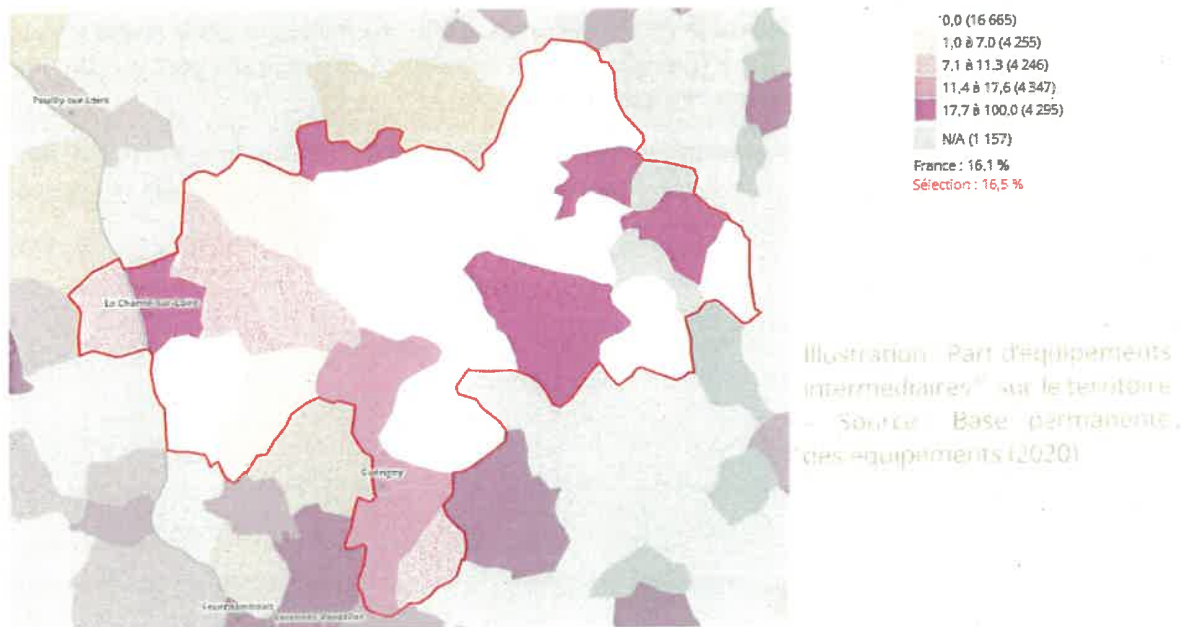 0,0 (16 665)
1,0 à 7.0 (4 255)
7,1 à 11.3 (4 246)
11,4 à 17,6 (4 347)
17,7 à 100,0 (4 295)
N/A (1 157)
France : 16,1 %
Sélection : 16,5 %
Pouilly-sur-Loire
La Charité-sur-Loire
Guérigny
Fourchambault
Varennes-Vauzelles
Illustration : Part d'équipements
intermédiaires sur le territoire
- Source : Base permanente
des équipements (2020)